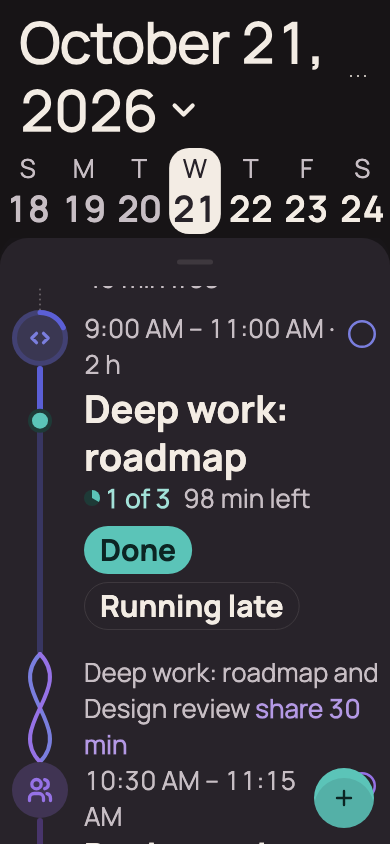 October 21,
2026
...
S M T W T F S
18 19 20 21 22 23 24
9:00 AM – 11:00 AM ·
2 h
Deep work:
roadmap
1 of 3 98 min left
Done
Running late
Deep work: roadmap and
Design review share 30
min
10:30 AM – 11:15
AM